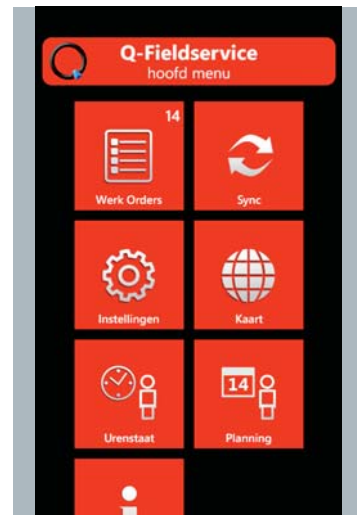 Q-Fieldservice
hoofd menu
14
Werk Orders
Sync
Instellingen
Kaart
14
Urenstaat
Planning